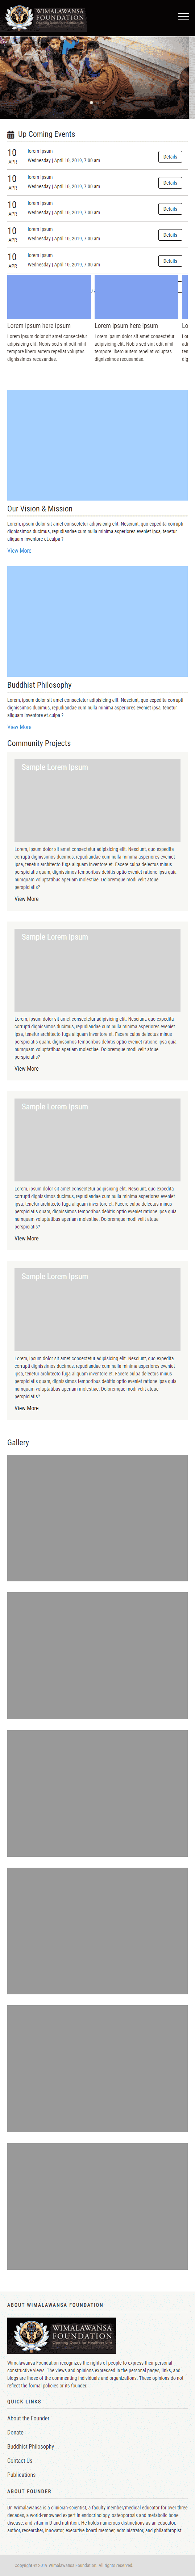 WIMALAWANSA
FOUNDATION
Opening Doors for Healthier Life
Up Coming Events
10
APR
lorem Ipsum
Wednesday | April 10, 2019, 7:00 am
Details
10
APR
lorem Ipsum
Wednesday | April 10, 2019, 7:00 am
Details
10
APR
lorem Ipsum
Wednesday | April 10, 2019, 7:00 am
Details
10
APR
lorem Ipsum
Wednesday | April 10, 2019, 7:00 am
Details
10
APR
lorem Ipsum
Wednesday | April 10, 2019, 7:00 am
Details
Lorem ipsum here ipsum
Lorem ipsum dolor sit amet consectetur
adipisicing elit. Nobis sed sint odit nihil
tempore libero autem repellat voluptas
dignissimos recusandae.
Lorem ipsum here ipsum
Lorem ipsum dolor sit amet consectetur
adipisicing elit. Nobis sed sint odit nihil
tempore libero autem repellat voluptas
dignissimos recusandae.
Our Vision & Mission
Lorem, ipsum dolor sit amet consectetur adipisicing elit. Nesciunt, quo expedita corrupti
dignissimos ducimus, repudiandae cum nulla minima asperiores eveniet ipsa, tenetur
aliquam inventore et culpa ?
View More
Buddhist Philosophy
Lorem, ipsum dolor sit amet consectetur adipisicing elit. Nesciunt, quo expedita corrupti
dignissimos ducimus, repudiandae cum nulla minima asperiores eveniet ipsa, tenetur
aliquam inventore et culpa ?
View More
Community Projects
Sample Lorem Ipsum
Lorem, ipsum dolor sit amet consectetur adipisicing elit. Nesciunt, quo expedita
corrupti dignissimos ducimus, repudiandae cum nulla minima asperiores eveniet
ipsa, tenetur architecto fuga aliquam inventore et. Facere culpa delectus minus
perspiciatis quam, dignissimos temporibus debitis optio eveniet ratione ipsa quia
numquam voluptatibus aperiam molestiae. Doloremque modi velit atque
perspiciatis?
View More
Sample Lorem Ipsum
Lorem, ipsum dolor sit amet consectetur adipisicing elit. Nesciunt, quo expedita
corrupti dignissimos ducimus, repudiandae cum nulla minima asperiores eveniet
ipsa, tenetur architecto fuga aliquam inventore et. Facere culpa delectus minus
perspiciatis quam, dignissimos temporibus debitis optio eveniet ratione ipsa quia
numquam voluptatibus aperiam molestiae. Doloremque modi velit atque
perspiciatis?
View More
Sample Lorem Ipsum
Lorem, ipsum dolor sit amet consectetur adipisicing elit. Nesciunt, quo expedita
corrupti dignissimos ducimus, repudiandae cum nulla minima asperiores eveniet
ipsa, tenetur architecto fuga aliquam inventore et. Facere culpa delectus minus
perspiciatis quam, dignissimos temporibus debitis optio eveniet ratione ipsa quia
numquam voluptatibus aperiam molestiae. Doloremque modi velit atque
perspiciatis?
View More
Sample Lorem Ipsum
Lorem, ipsum dolor sit amet consectetur adipisicing elit. Nesciunt, quo expedita
corrupti dignissimos ducimus, repudiandae cum nulla minima asperiores eveniet
ipsa, tenetur architecto fuga aliquam inventore et. Facere culpa delectus minus
perspiciatis quam, dignissimos temporibus debitis optio eveniet ratione ipsa quia
numquam voluptatibus aperiam molestiae. Doloremque modi velit atque
perspiciatis?
View More
Gallery
ABOUT WIMALAWANSA FOUNDATION
WIMALAWANSA
FOUNDATION
Opening Doors for Healthier Life
Wimalawansa Foundation recognizes the rights of people to express their personal
constructive views. The views and opinions expressed in the personal pages, links, and
blogs are those of the commenting individuals and organizations. These opinions do not
reflect the formal policies or its founder.
QUICK LINKS
About the Founder
Donate
Buddhist Philosophy
Contact Us
Publications
ABOUT FOUNDER
Dr. Wimalawansa is a clinician-scientist, a faculty member/medical educator for over three
decades, a world-renowned expert in endocrinology, osteoporosis and metabolic bone
disease, and vitamin D and nutrition. He holds numerous distinctions as an educator,
author, researcher, innovator, executive board member, administrator, and philanthropist.
Copyright © 2019 Wimalawansa Foundation. All rights reserved.